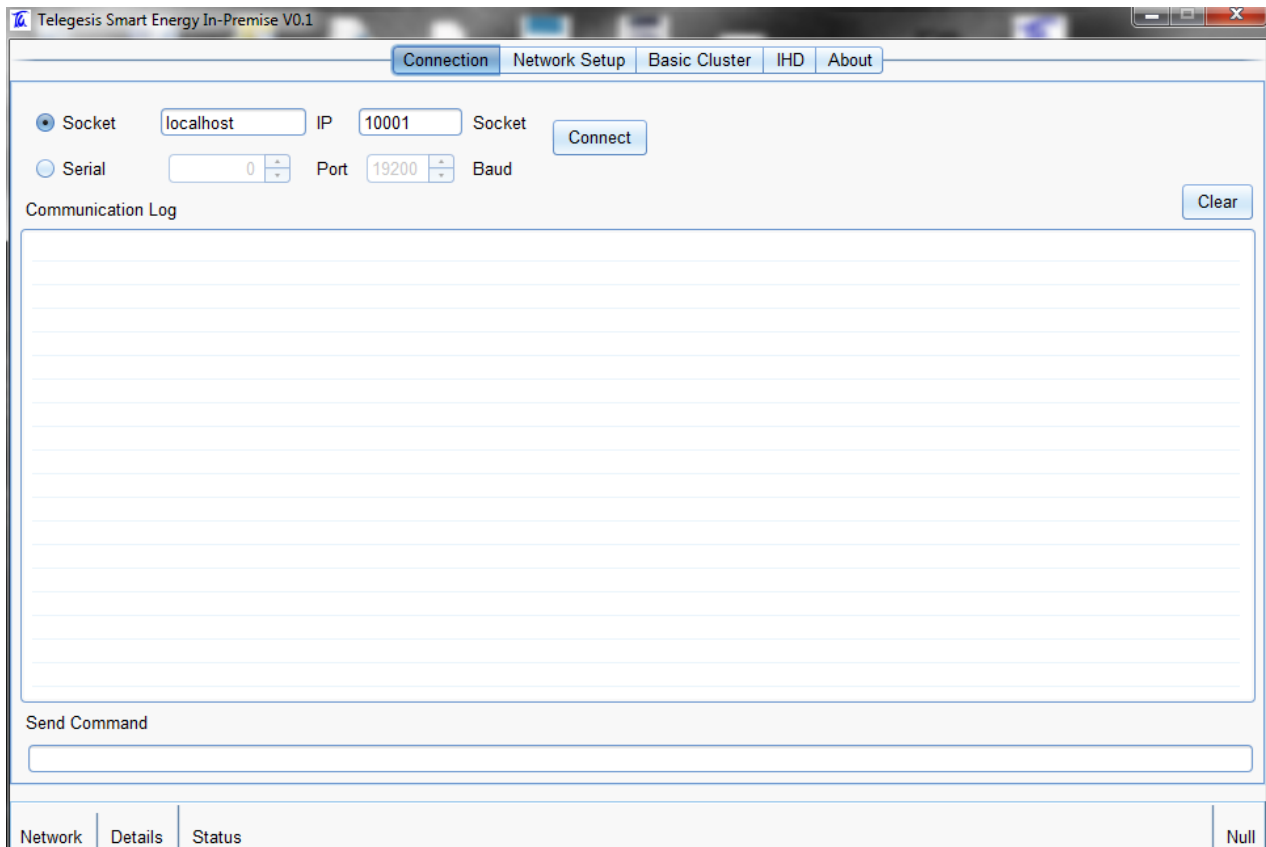 Telegesis Smart Energy In-Premise V0.1
Connection Network Setup Basic Cluster IHD About
Socket localhost IP 10001 Socket
Connect
Serial 0 Port 19200 Baud
Clear
Communication Log
Send Command
Network Details Status Null